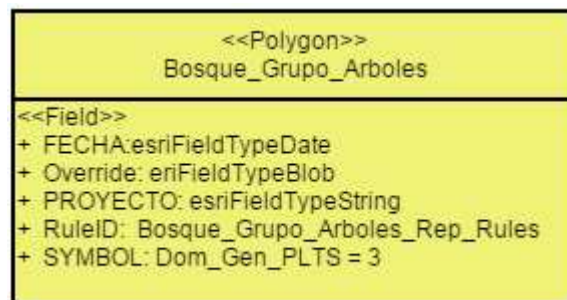 <<Polygon>>
Bosque_Grupo_Arboles
<<Field>>
+ FECHA:esriFieldTypeDate
+ Override: eriFieldTypeBlob
+ PROYECTO: esriFieldTypeString
+ RuleID: Bosque_Grupo_Arboles_Rep_Rules
+ SYMBOL: Dom_Gen_PLTS = 3